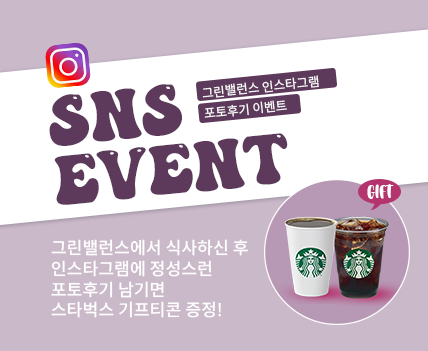 SNS
EVENT
그린밸런스 인스타그램
포토후기 이벤트
GIFT
그린밸런스에서 식사하신 후
인스타그램에 정성스런
포토후기 남기면
스타벅스 기프티콘 증정!